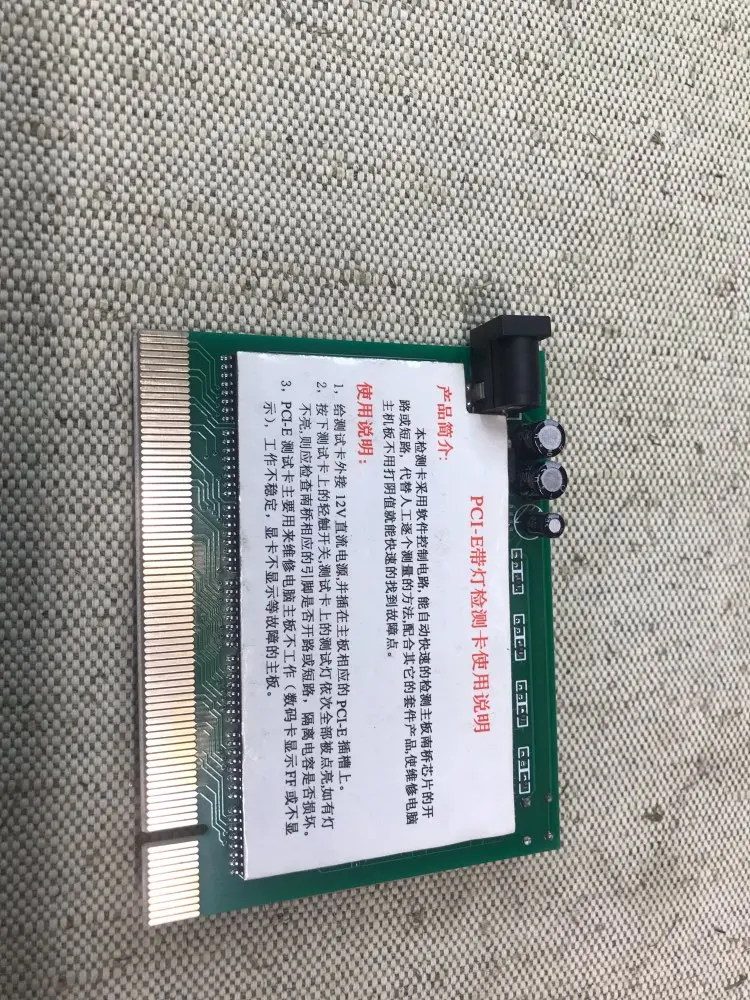 PCI-E带灯检测卡使用说明
产品简介:
本检测卡采用软件控制电路,能自动快速的检测主板南桥芯片的开
路或短路，代替人工逐个测量的方法,配合其它的套件产品,使维修电脑
主机板不用打阴值就能快速的找到故障点。
使用说明:
1，给测试卡外接 12V 直流电源,并插在主板相应的 PCI-E 插槽上。
2，按下测试卡上的轻触开关,测试卡上的测试灯依次全部被点亮,如有灯
不亮,则应检查南桥相应的引脚是否开路或短路，隔离电容是否损坏。
3，PCI-E 测试卡主要用来维修电脑主板不工作（数码卡显示 FF 或不显
示），工作不稳定，显卡不显示等故障的主板。